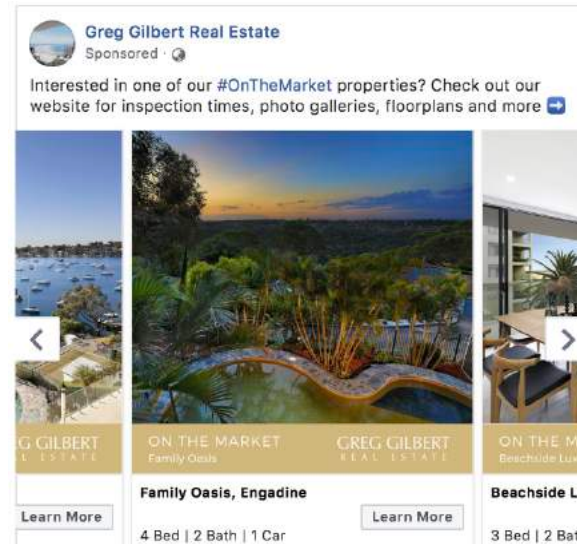 Greg Gilbert Real Estate
Sponsored ·
Interested in one of our #OnTheMarket properties? Check out our
website for inspection times, photo galleries, floorplans and more
G GILBERT
L ESTATE
ON THE MARKET
Family Oasis
GREG GILBERT
REAL ESTATE
ON THE M
Beachside Lux
Family Oasis, Engadine
Beachside L
Learn More
Learn More
4 Bed | 2 Bath | 1 Car
3 Bed | 2 Bat